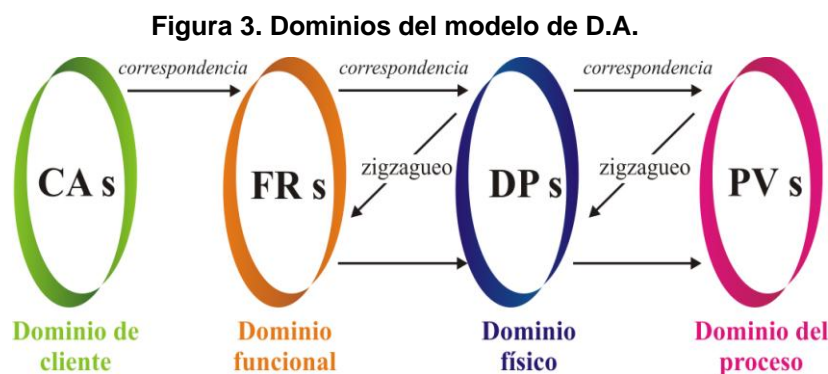 Figura 3. Dominios del modelo de D.A.
correspondencia correspondencia correspondencia
CA s FR s zigzagueo DP s zigzagueo PV s
Dominio de Dominio Dominio Dominio del
cliente funcional físico proceso